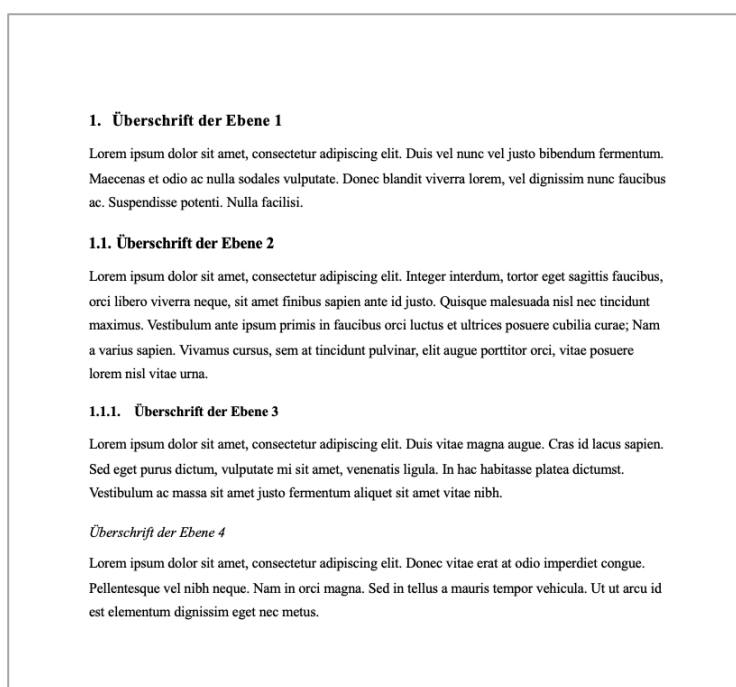 1. Überschrift der Ebene 1
Lorem ipsum dolor sit amet, consectetur adipiscing elit. Duis vel nunc vel justo bibendum fermentum.
Maecenas et odio ac nulla sodales vulputate. Donec blandit viverra lorem, vel dignissim nunc faucibus
ac. Suspendisse potenti. Nulla facilisi.
1.1. Überschrift der Ebene 2
Lorem ipsum dolor sit amet, consectetur adipiscing elit. Integer interdum, tortor eget sagittis faucibus,
orci libero viverra neque, sit amet finibus sapien ante id justo. Quisque malesuada nisl nec tincidunt
maximus. Vestibulum ante ipsum primis in faucibus orci luctus et ultrices posuere cubilia curae; Nam
a varius sapien. Vivamus cursus, sem at tincidunt pulvinar, elit augue porttitor orci, vitae posuere
lorem nisl vitae urna.
1.1.1. Überschrift der Ebene 3
Lorem ipsum dolor sit amet, consectetur adipiscing elit. Duis vitae magna augue. Cras id lacus sapien.
Sed eget purus dictum, vulputate mi sit amet, venenatis ligula. In hac habitasse platea dictumst.
Vestibulum ac massa sit amet justo fermentum aliquet sit amet vitae nibh.
Überschrift der Ebene 4
Lorem ipsum dolor sit amet, consectetur adipiscing elit. Donec vitae erat at odio imperdiet congue.
Pellentesque vel nibh neque. Nam in orci magna. Sed in tellus a mauris tempor vehicula. Ut ut arcu id
est elementum dignissim eget nec metus.